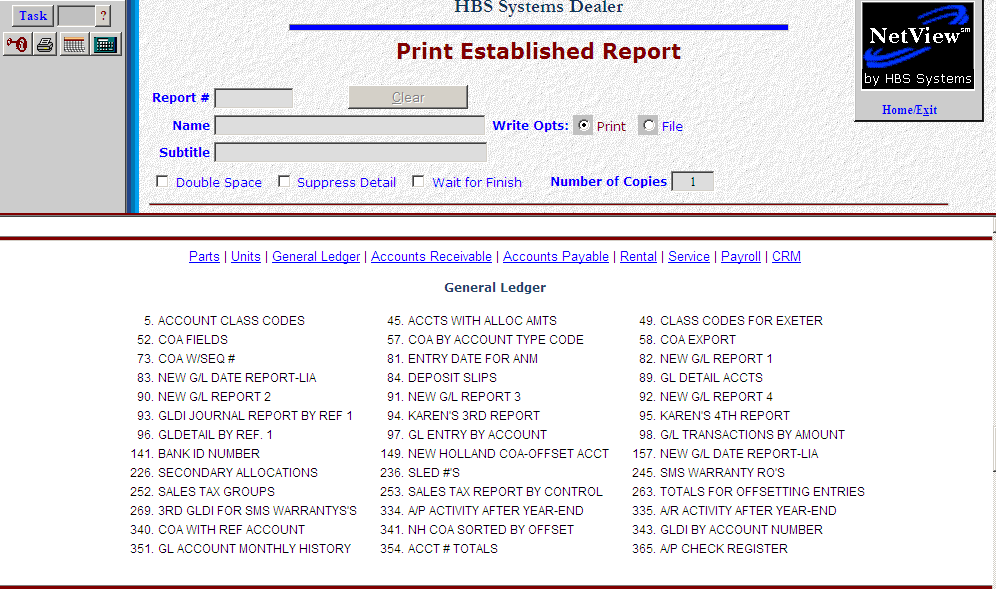 Task ?
HBS Systems Dealer
Print Established Report
NetView℠
by HBS Systems
Home/Exit
Report # Clear
Name Write Opts: Print File
Subtitle
Double Space Suppress Detail Wait for Finish Number of Copies 1
Parts | Units | General Ledger | Accounts Receivable | Accounts Payable | Rental | Service | Payroll | CRM
General Ledger
5. ACCOUNT CLASS CODES 45. ACCTS WITH ALLOC AMTS 49. CLASS CODES FOR EXETER
52. COA FIELDS 57. COA BY ACCOUNT TYPE CODE 58. COA EXPORT
73. COA W/SEQ # 81. ENTRY DATE FOR ANM 82. NEW G/L REPORT 1
83. NEW G/L DATE REPORT-LIA 84. DEPOSIT SLIPS 89. GL DETAIL ACCTS
90. NEW G/L REPORT 2 91. NEW G/L REPORT 3 92. NEW G/L REPORT 4
93. GLDI JOURNAL REPORT BY REF 1 94. KAREN'S 3RD REPORT 95. KAREN'S 4TH REPORT
96. GLDETAIL BY REF. 1 97. GL ENTRY BY ACCOUNT 98. G/L TRANSACTIONS BY AMOUNT
141. BANK ID NUMBER 149. NEW HOLLAND COA-OFFSET ACCT 157. NEW G/L DATE REPORT-LIA
226. SECONDARY ALLOCATIONS 236. SLED #'S 245. SMS WARRANTY RO'S
252. SALES TAX GROUPS 253. SALES TAX REPORT BY CONTROL 263. TOTALS FOR OFFSETTING ENTRIES
269. 3RD GLDI FOR SMS WARRANTYS'S 334. A/P ACTIVITY AFTER YEAR-END 335. A/R ACTIVITY AFTER YEAR-END
340. COA WITH REF ACCOUNT 341. NH COA SORTED BY OFFSET 343. GLDI BY ACCOUNT NUMBER
351. GL ACCOUNT MONTHLY HISTORY 354. ACCT # TOTALS 365. A/P CHECK REGISTER